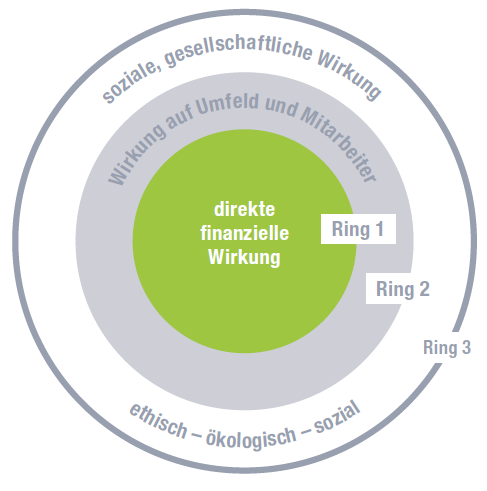 soziale, gesellschaftliche Wirkung
Wirkung auf Umfeld und Mitarbeiter
direkte
finanzielle
Wirkung
Ring 1
Ring 2
Ring 3
ethisch – ökologisch – sozial